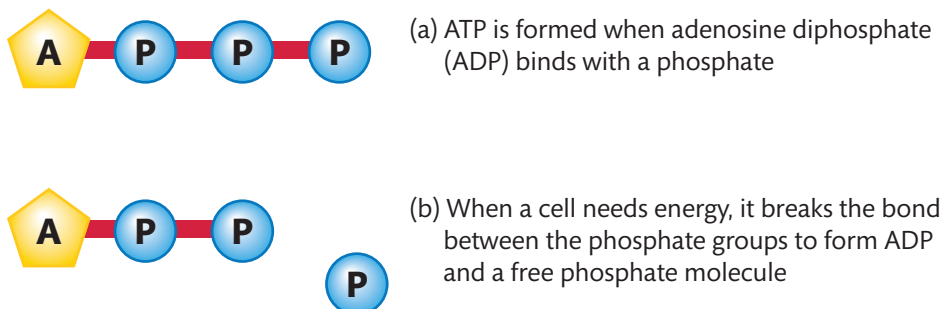 A P P P
(a) ATP is formed when adenosine diphosphate
(ADP) binds with a phosphate
A P P
P
(b) When a cell needs energy, it breaks the bond
between the phosphate groups to form ADP
and a free phosphate molecule